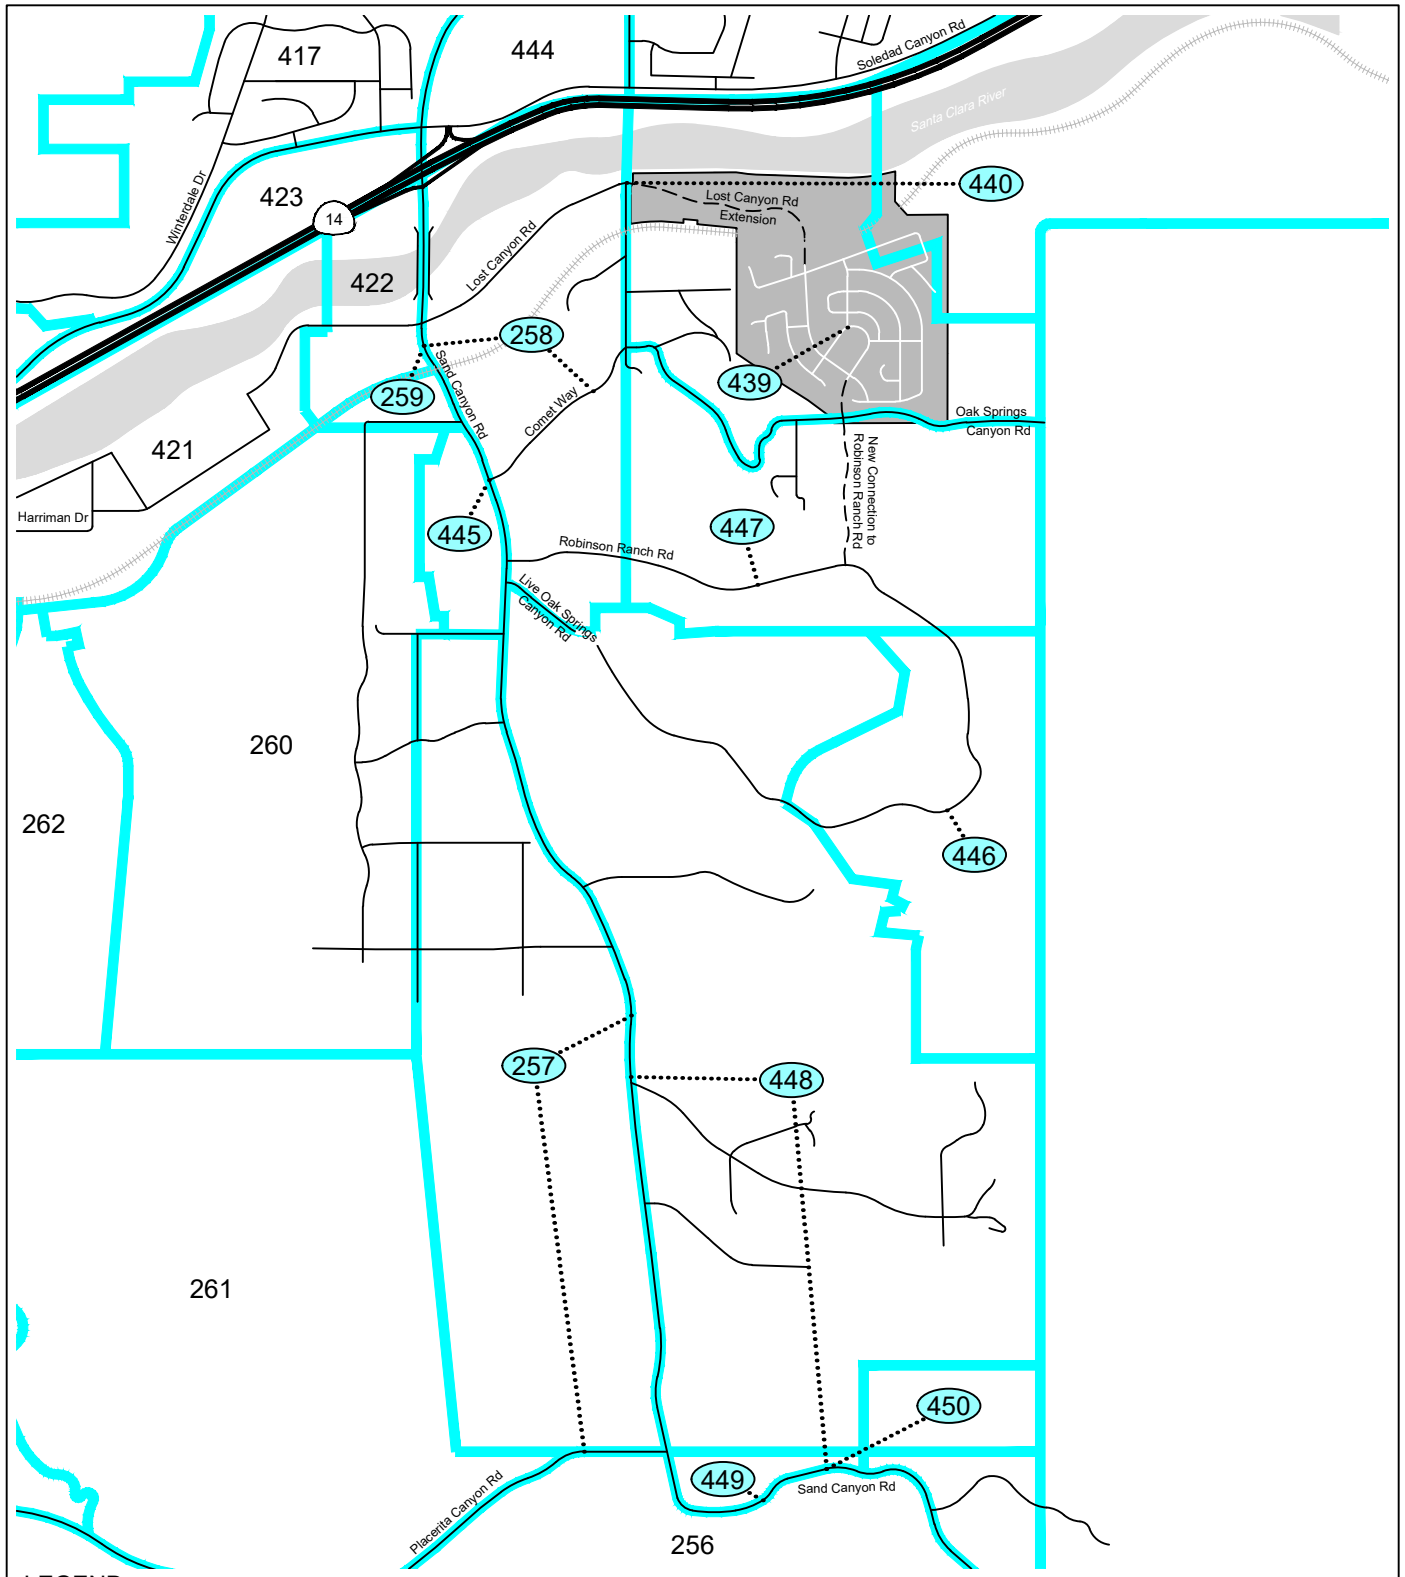 444
417
Soledad Canyon Rd
Santa Clara River
440
Winterdale Dr
423
14
Lost Canyon Rd
Lost Canyon Rd
Extension
422
258
Sand Canyon Rd
259
439
Comet Way
Oak Springs
Canyon Rd
421
New Connection to
Robinson Ranch Rd
Harriman Dr
445
447
Robinson Ranch Rd
Live Oak Springs
Canyon Rd
260
262
446
257
448
261
450
449
Sand Canyon Rd
Placerita Canyon Rd
256
LEGEND